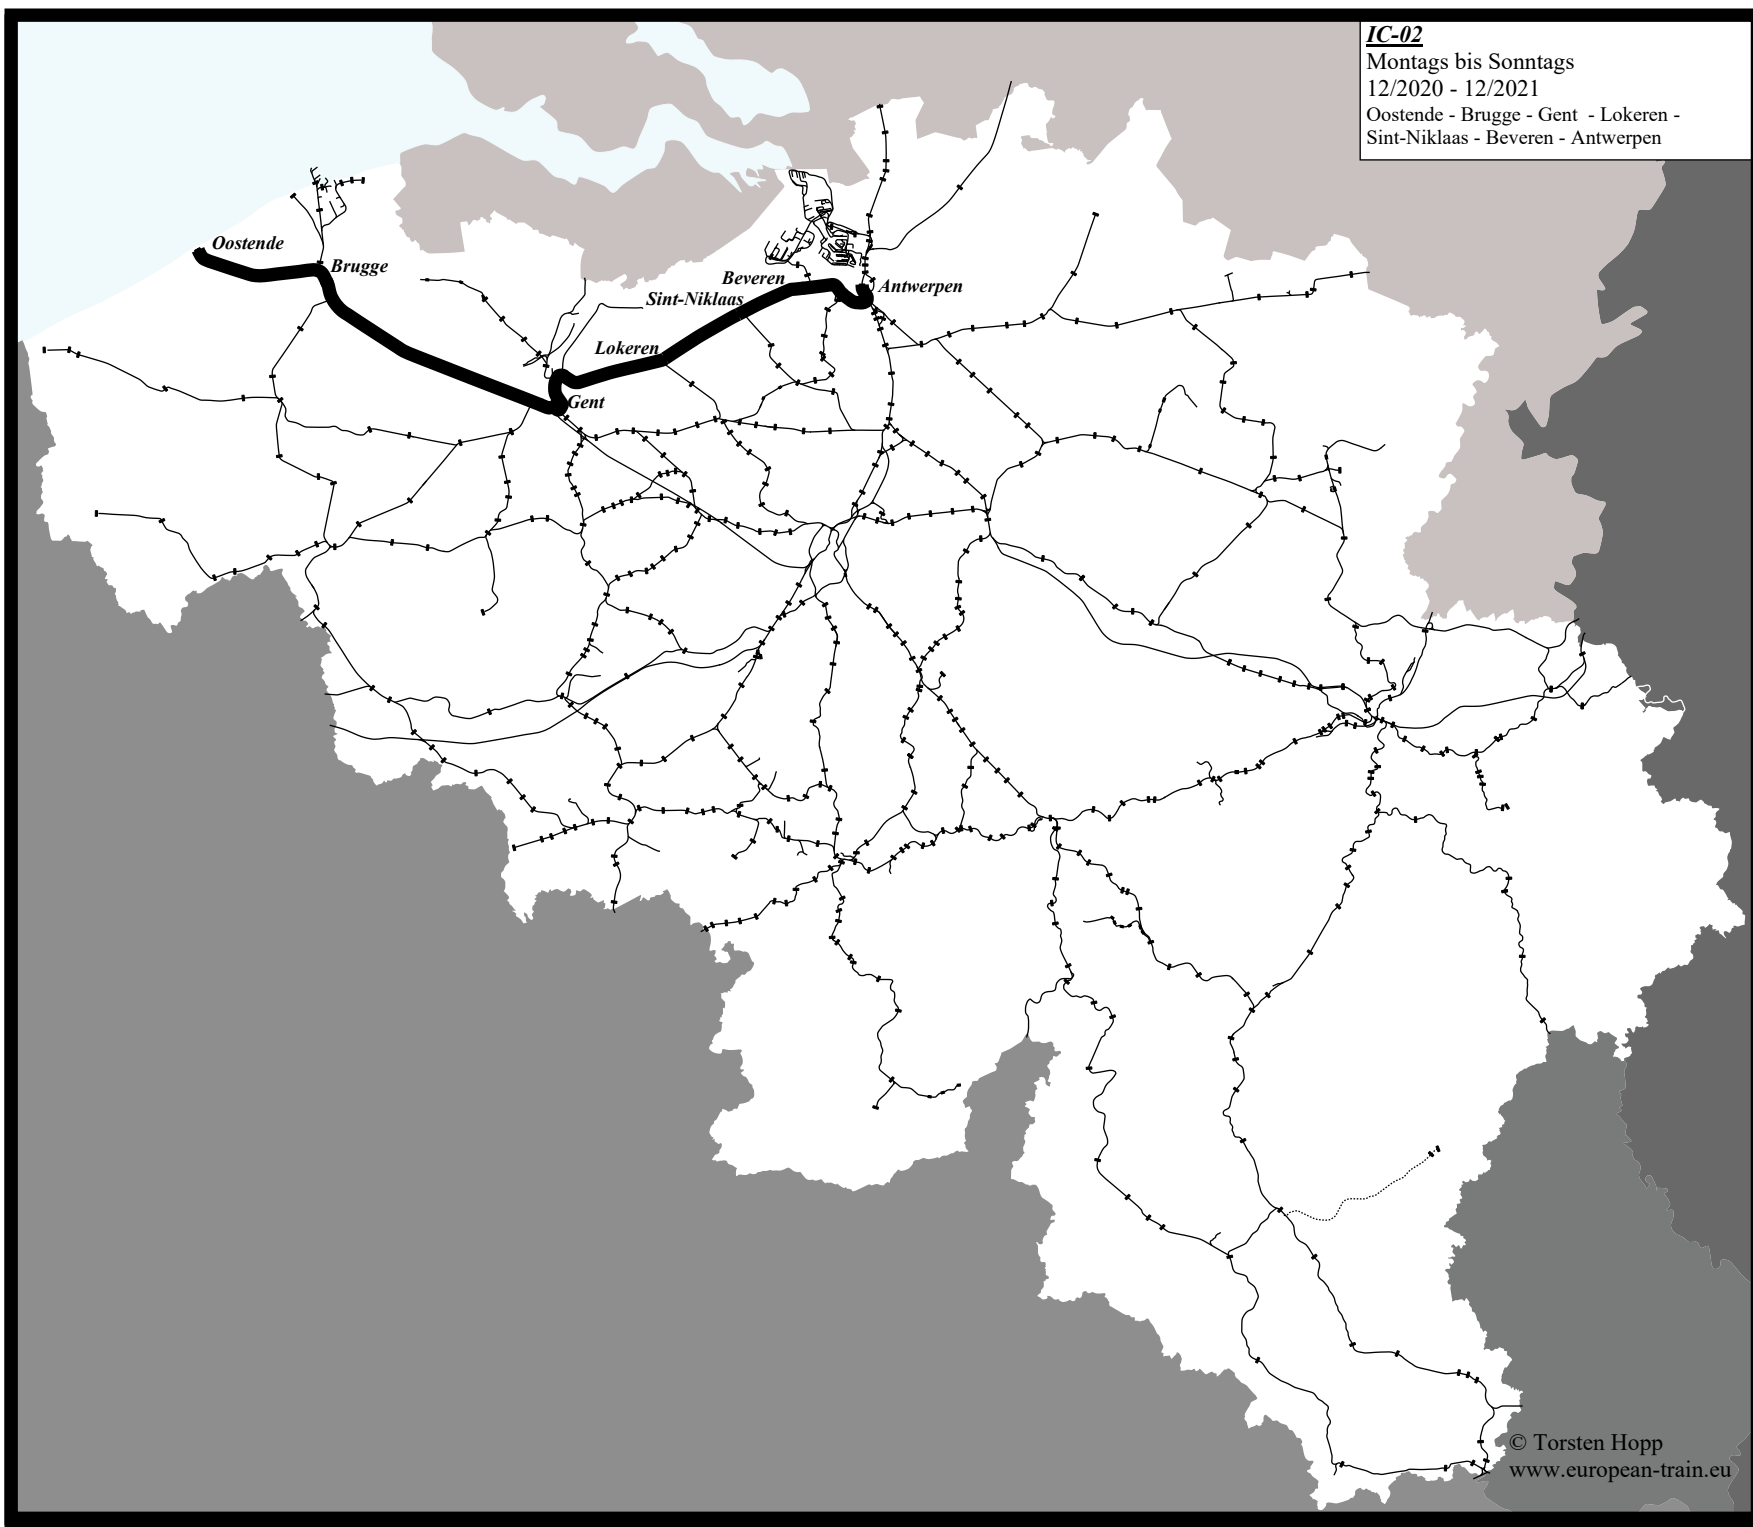 IC-02
Montags bis Sonntags
12/2020 - 12/2021
Oostende - Brugge - Gent - Lokeren -
Sint-Niklaas - Beveren - Antwerpen
Oostende
Brugge
Beveren
Antwerpen
Sint-Niklaas
Lokeren
Gent
© Torsten Hopp
www.european-train.eu